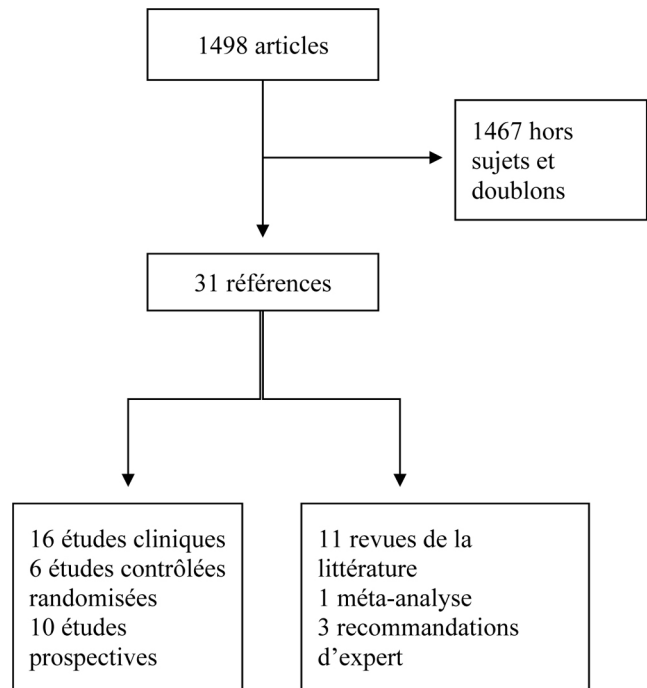 1498 articles
1467 hors
sujets et
doublons
31 références
16 études cliniques
6 études contrôlées
randomisées
10 études
prospectives
11 revues de la
littérature
1 méta-analyse
3 recommandations
d’expert